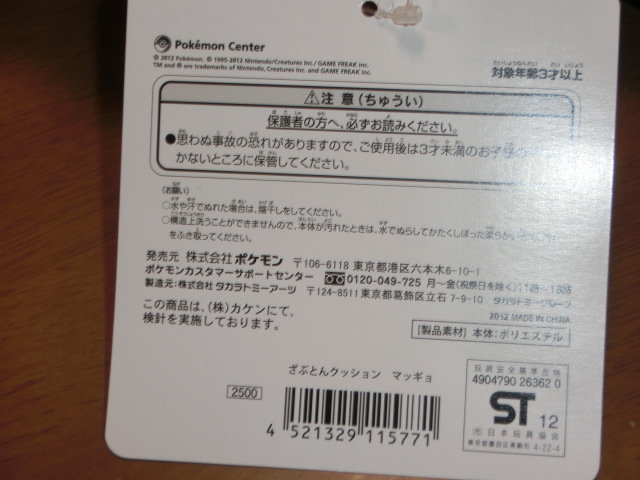 Pokémon Center
© 2012 Pokémon. © 1995-2012 Nintendo/Creatures Inc./ GAME FREAK inc.
TM and ® are trademarks of Nintendo, Creatures Inc. and GAME FREAK inc.
対象年齢3才以上
⚠注 意(ちゅうい)
保護者の方へ、必ずお読みください。
●思わぬ事故の恐れがありますので、ご使用後は3才未満のお子様の
かないところに保管してください。
(お願い)
○水や汗でぬれた場合は、陰干しをしてください。
○構造上洗うことができませんので、本体が汚れたときは、水でぬらしてかたくしぼった柔らか
をふき取ってください。
発売元 株式会社ポケモン 〒106-6118 東京都港区六本木6-10-1
ポケモンカスタマーサポートセンター 0120-049-725 月~金(祝祭日を除く)11時~18時
製造元:株式会社 タカラトミーアーツ 〒124-8511 東京都葛飾区立石 7-9-10 タカラトミーグループ
2012 MADE IN CHINA
この商品は、(株)カケンにて、
検針を実施しております。
[製品素材] 本体:ポリエステル
ざぶとんクッション マッギョ
2500
4 521329 115771
玩具安全基準合格
4904790 26362 0
ST 12
(社)日本玩具協会
東京都墨田区東駒形 4-22-4